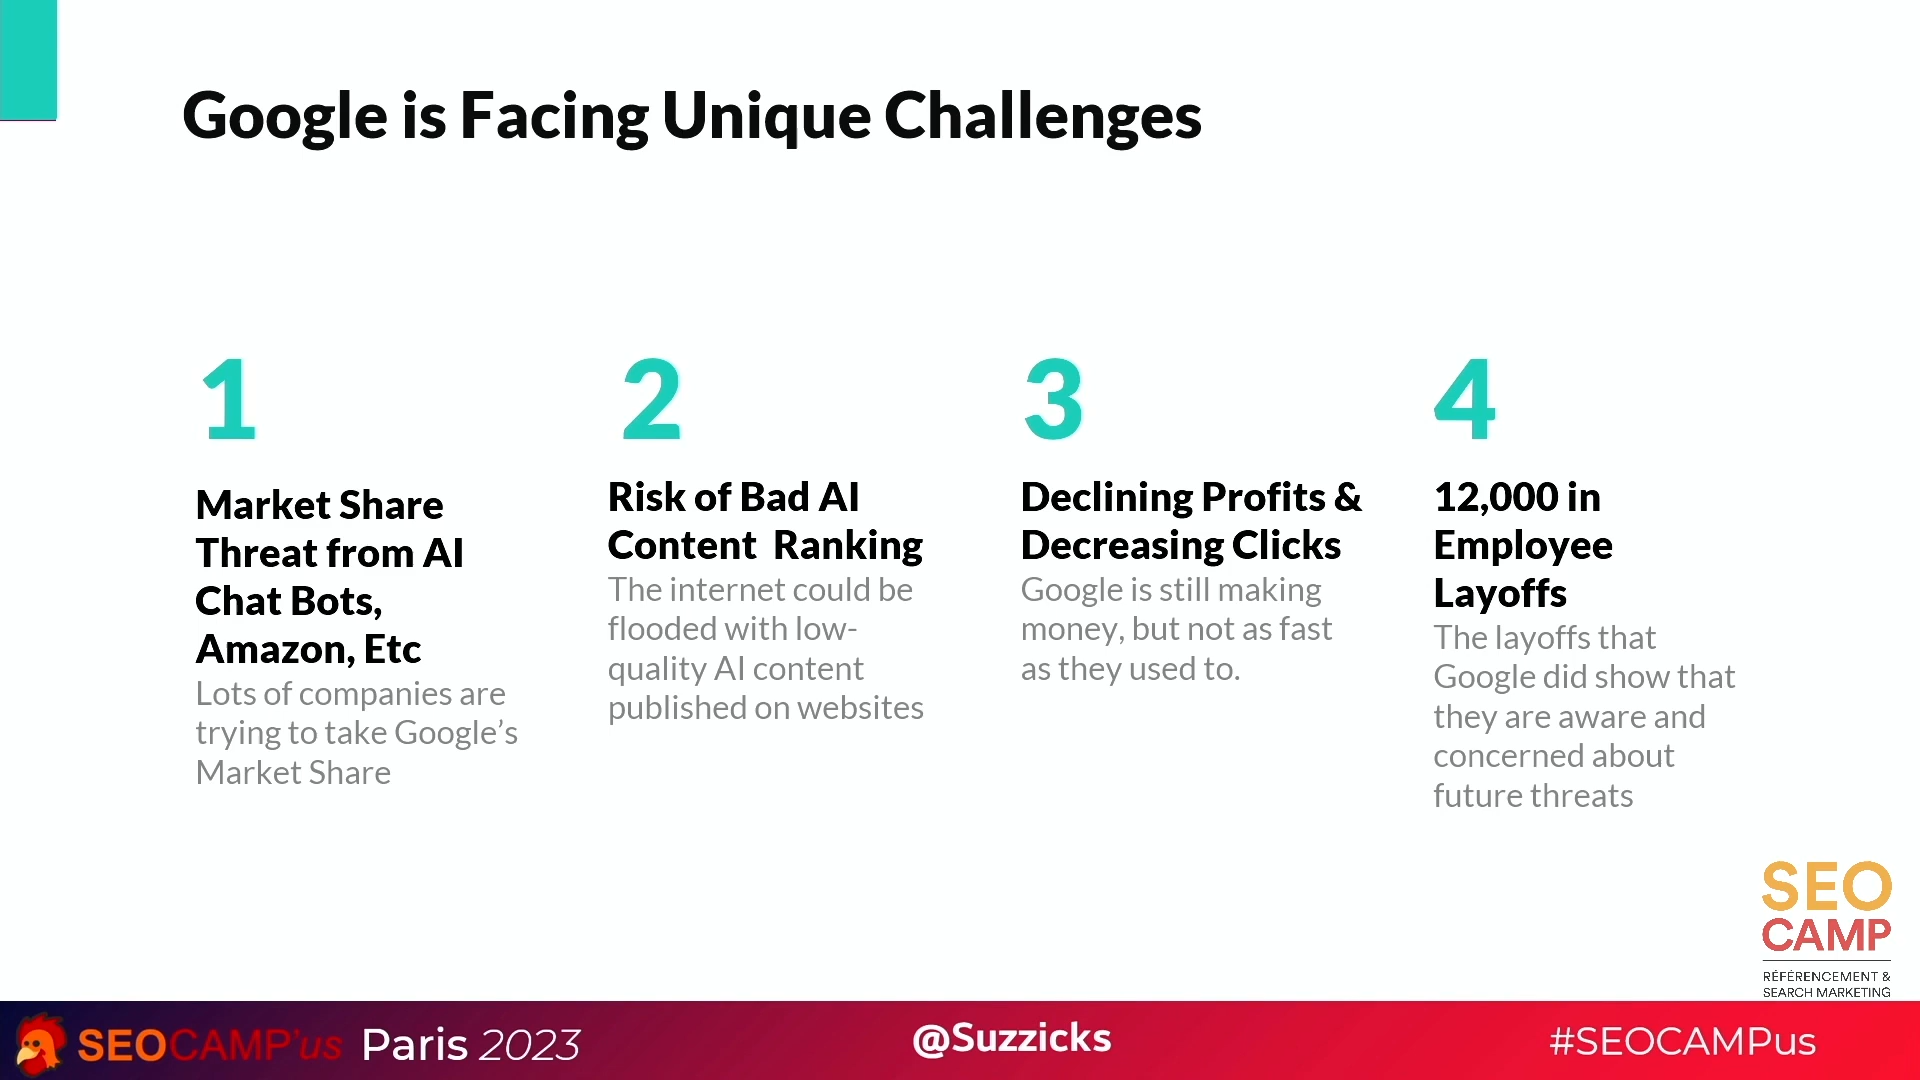 Google is Facing Unique Challenges
1
Market Share
Threat from AI
Chat Bots,
Amazon, Etc
Lots of companies are
trying to take Google’s
Market Share
2
Risk of Bad AI
Content  Ranking
The internet could be
flooded with low-
quality AI content
published on websites
3
Declining Profits &
Decreasing Clicks
Google is still making
money, but not as fast
as they used to.
4
12,000 in
Employee
Layoffs
The layoffs that
Google did show that
they are aware and
concerned about
future threats
SEO
CAMP
RÉFÉRENCEMENT &
SEARCH MARKETING
SEOCAMP'us Paris 2023
@Suzzicks
#SEOCAMPus